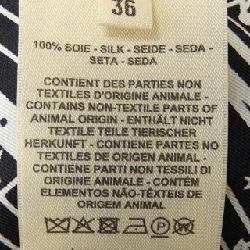 36
100% SOIE - SILK - SEIDE - SEDA -
SETA - SEDA
CONTIENT DES PARTIES NON
TEXTILES D'ORIGINE ANIMALE -
CONTAINS NON-TEXTILE PARTS OF
ANIMAL ORIGIN - ENTHÄLT NICHT
TEXTILE TEILE TIERISCHER
HERKUNFT - CONTIENE PARTES NO
TEXTILES DE ORIGEN ANIMAL -
CONTIENE PARTI NON TESSILI DI
ORIGINE ANIMALE - CONTÉM
ELEMENTOS NÃO-TÊXTEIS DE
ORIGEM ANIMAL